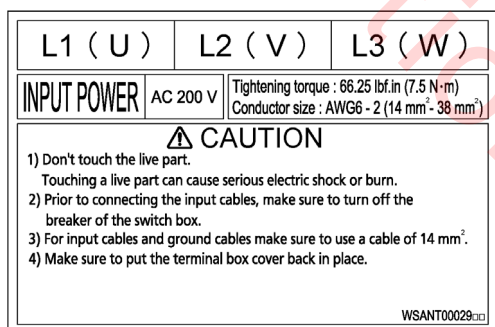 L1 ( U ) L2 ( V ) L3 ( W )
INPUT POWER AC 200 V Tightening torque : 66.25 lbf.in (7.5 N·m)
Conductor size : AWG6 - 2 (14 mm²- 38 mm²)
⚠ CAUTION
1) Don't touch the live part.
Touching a live part can cause serious electric shock or burn.
2) Prior to connecting the input cables, make sure to turn off the
breaker of the switch box.
3) For input cables and ground cables make sure to use a cable of 14 mm².
4) Make sure to put the terminal box cover back in place.
WSANT00029□□